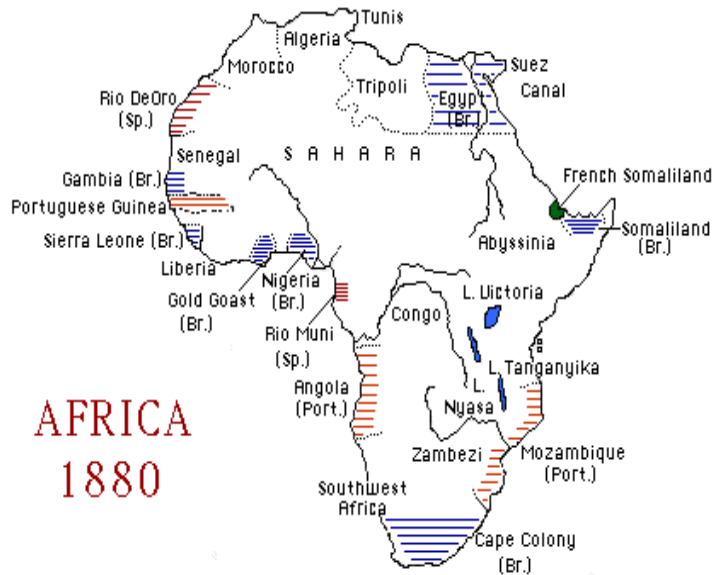 Tunis
Algeria
Morocco
Suez
Canal
Tripoli
Egypt
(Br.)
Rio DeOro
(Sp.)
SAHARA
Senegal
Gambia (Br.)
French Somaliland
Portuguese Guinea
Sierra Leone (Br.)
Abyssinia
Somaliland
(Br.)
Liberia
Nigeria
(Br.)
Gold Goast
(Br.)
L. Victoria
Congo
Rio Muni
(Sp.)
L. Tanganyika
Angola
(Port.)
L.
Nyasa
AFRICA
1880
Zambezi
Mozambique
(Port.)
Southwest
Africa
Cape Colony
(Br.)